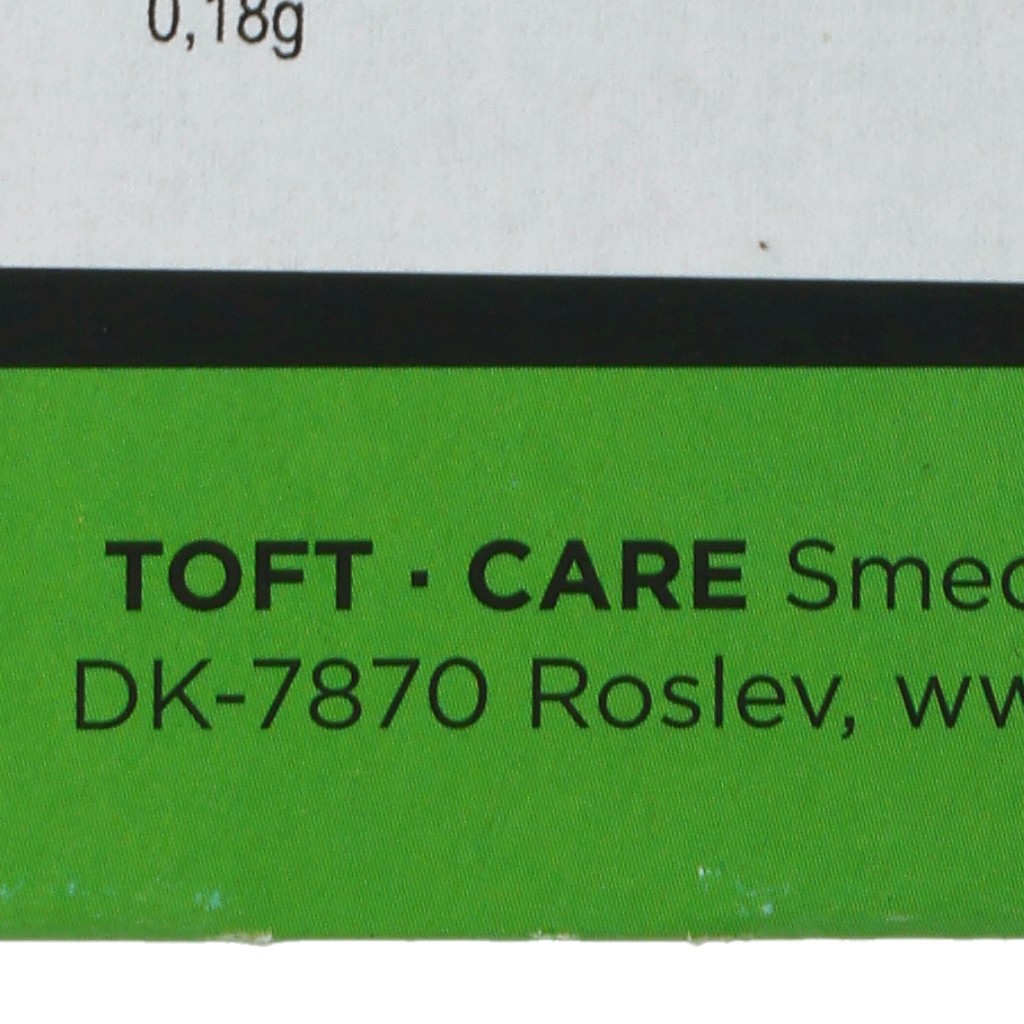 0,18g
TOFT · CARE
DK-7870 Roslev,